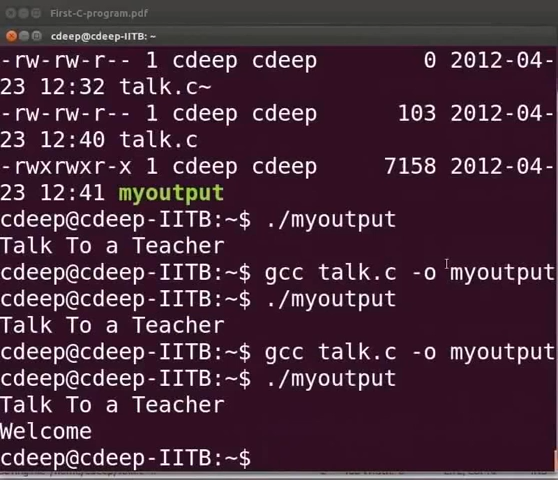 First-C-program.pdf
cdeep@cdeep-IITB: ~
-rw-rw-r-- 1 cdeep cdeep 0 2012-04-
23 12:32 talk.c~
-rw-rw-r-- 1 cdeep cdeep 103 2012-04-
23 12:40 talk.c
-rwxrwxr-x 1 cdeep cdeep 7158 2012-04-
23 12:41 myoutput
cdeep@cdeep-IITB:~$ ./myoutput
Talk To a Teacher
cdeep@cdeep-IITB:~$ gcc talk.c -o myoutput
cdeep@cdeep-IITB:~$ ./myoutput
Talk To a Teacher
cdeep@cdeep-IITB:~$ gcc talk.c -o myoutput
cdeep@cdeep-IITB:~$ ./myoutput
Talk To a Teacher
Welcome
cdeep@cdeep-IITB:~$